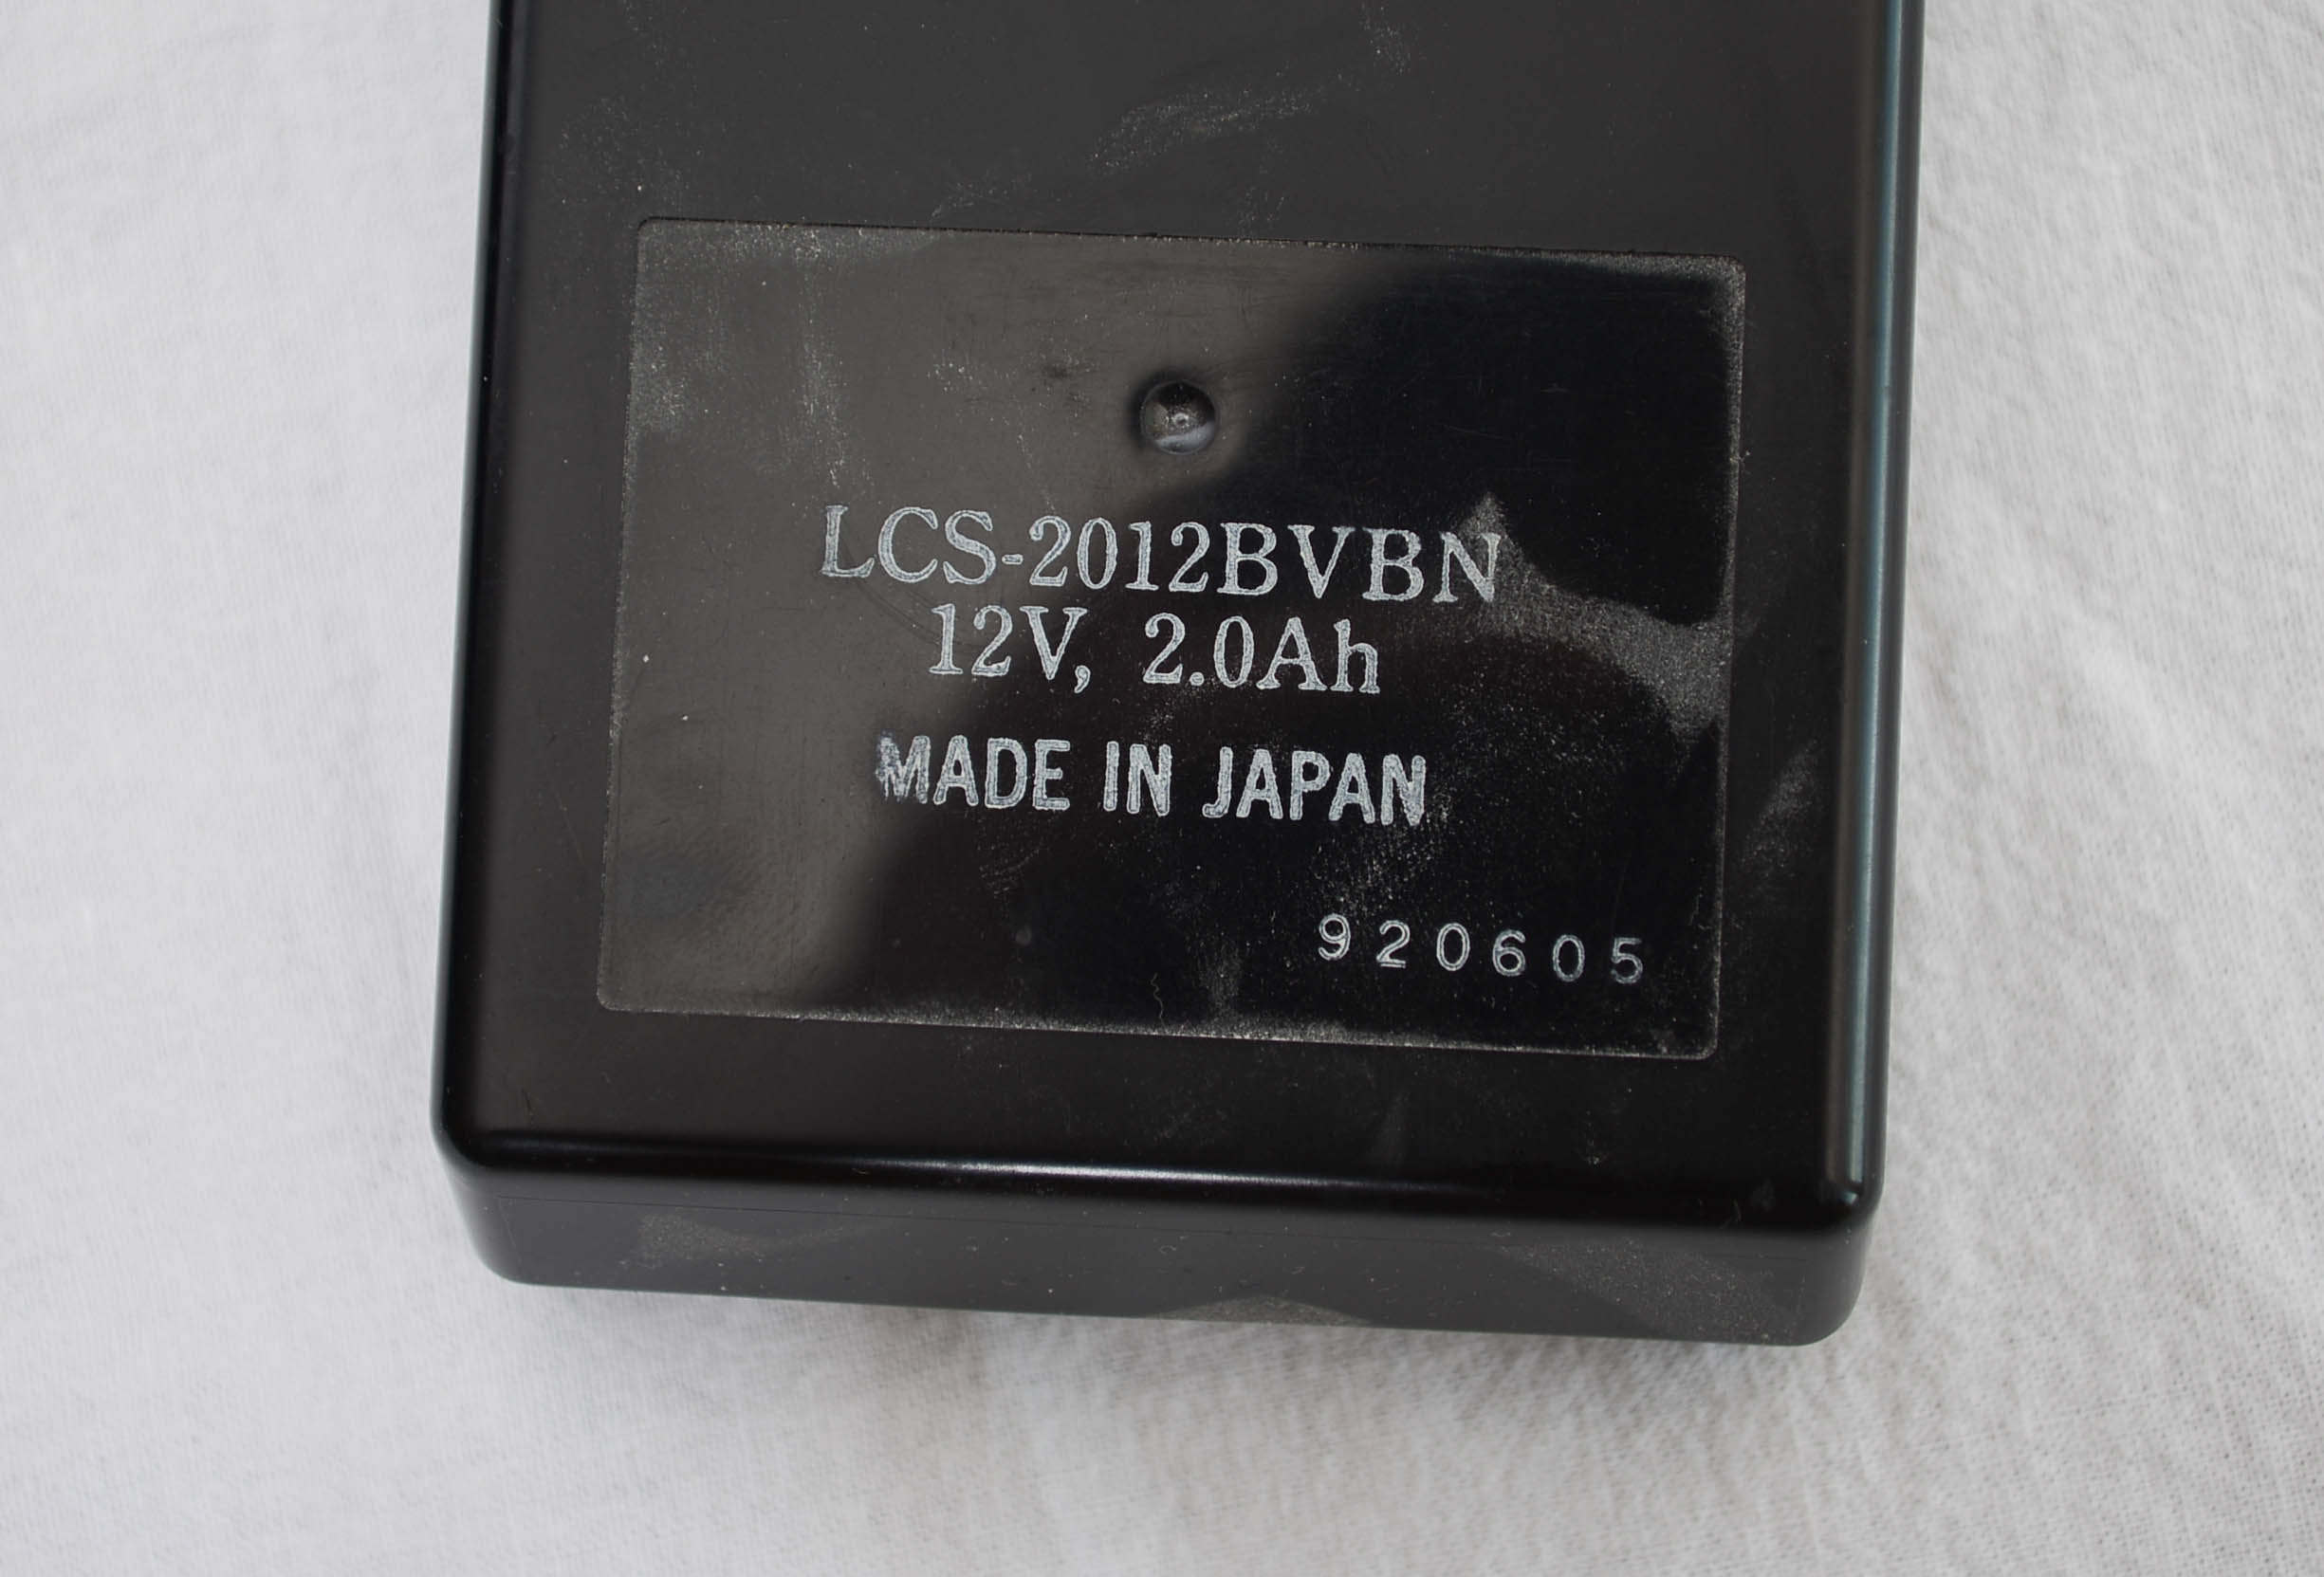 LCS-2012BVBN
12V, 2.0Ah
MADE IN JAPAN
920605